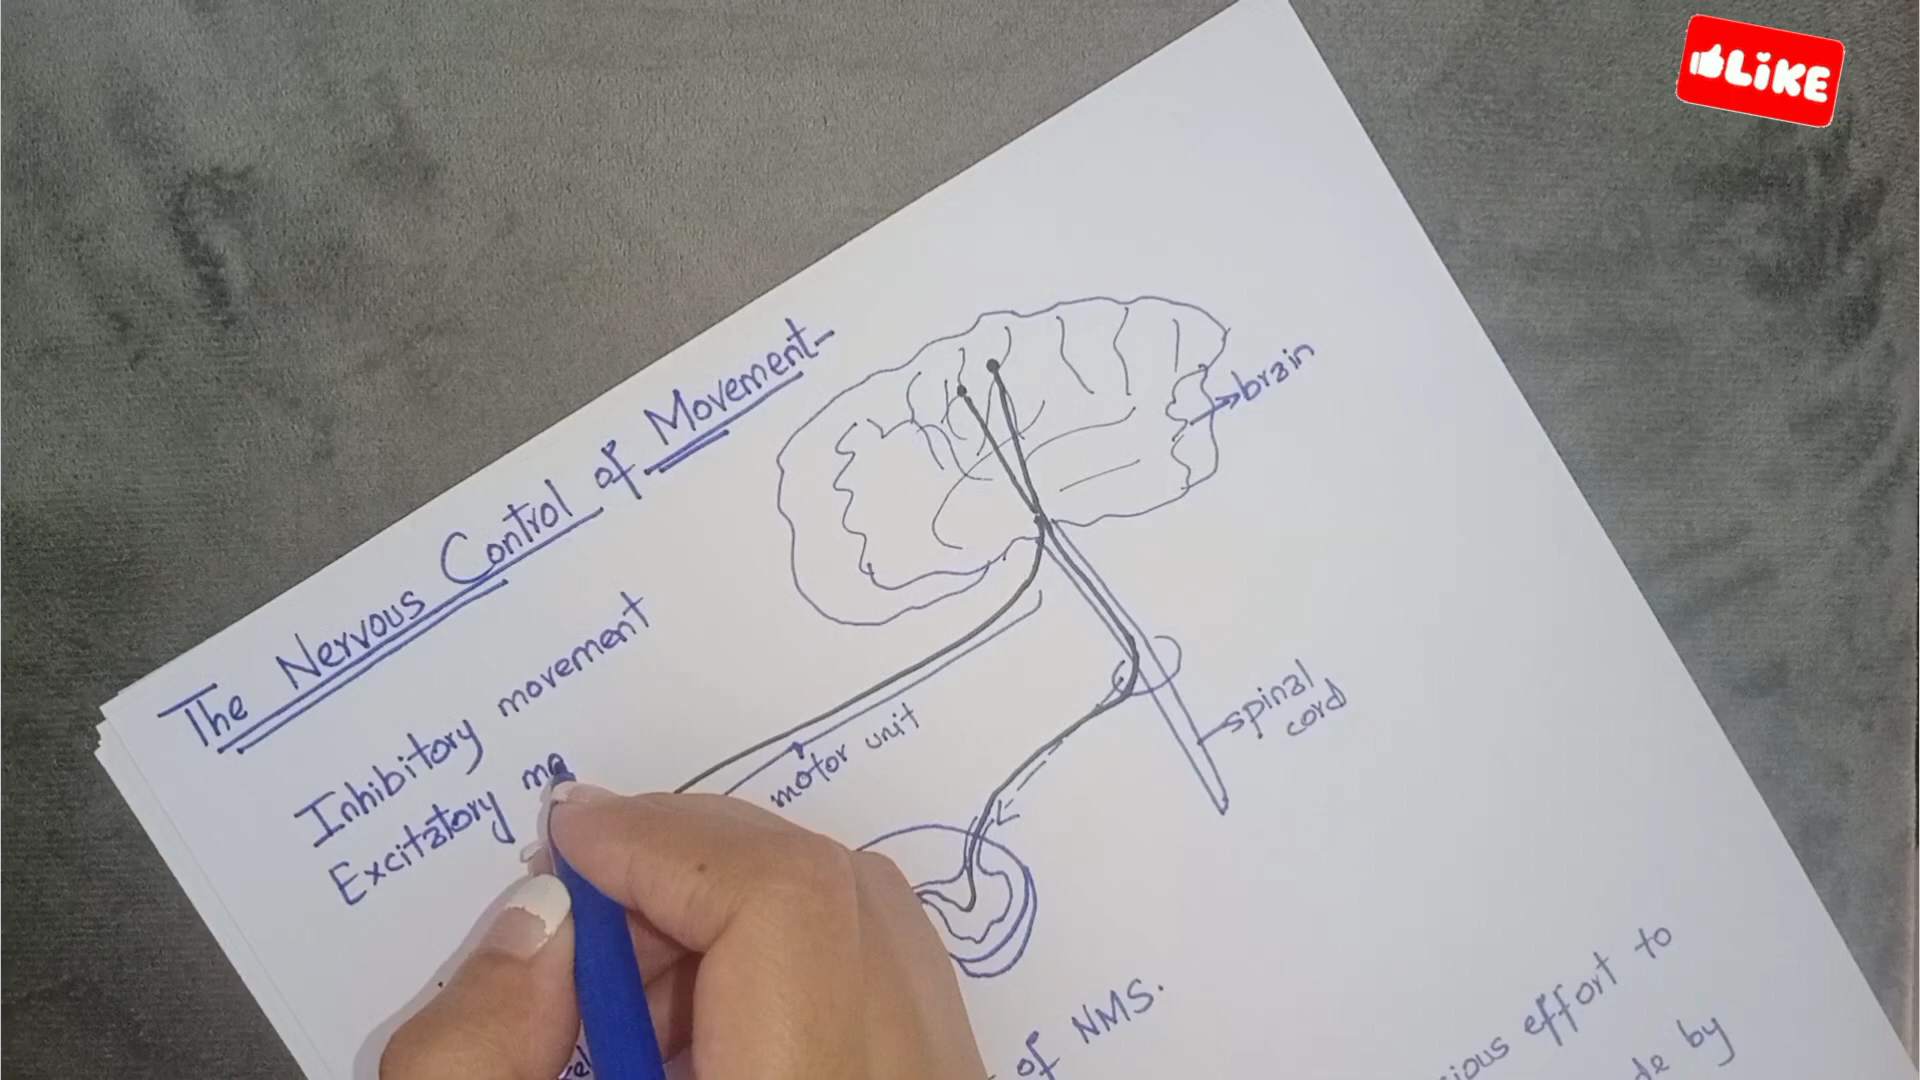 LiKE
The Nervous Control of Movement-
brain
Inhibitory movement
Excitatory mo
motor unit
spinal
cord
of NMS.
effort to
by